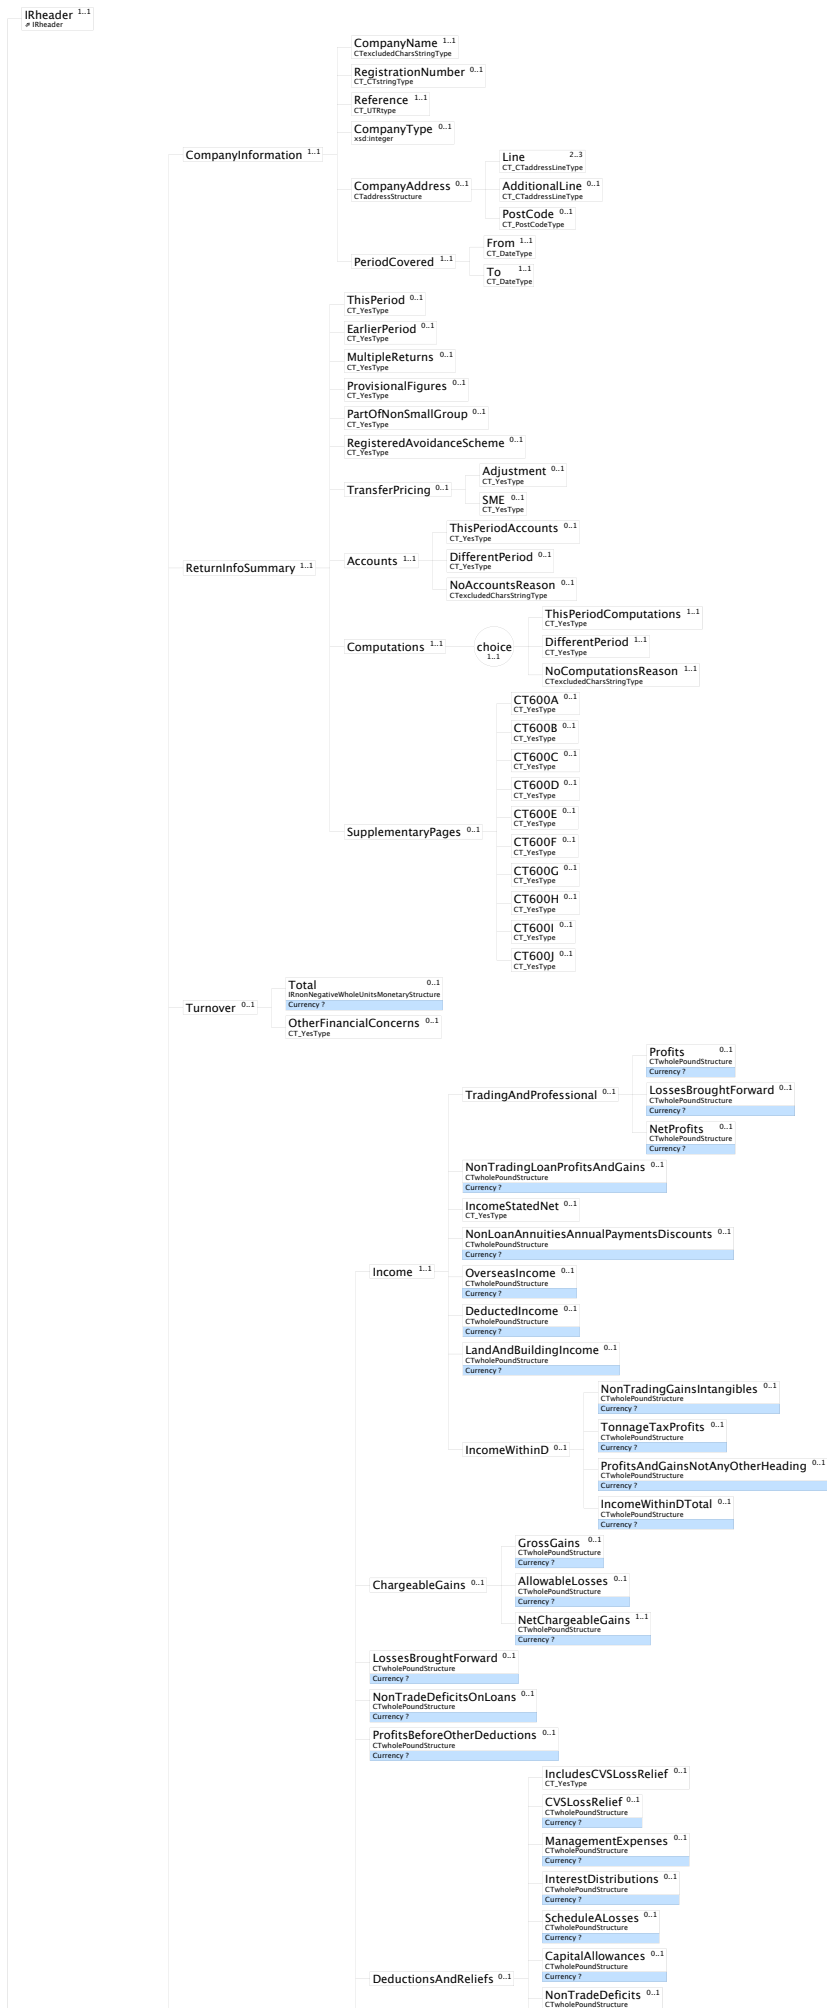 IRheader 1..1
# IRheader
CompanyName 1..1
CTexcludedCharsStringType
RegistrationNumber 0..1
CT_CTstringType
Reference 1..1
CT_UTRtype
CompanyType 0..1
xsd:integer
CompanyInformation 1..1
Line 2..3
CT_CTaddressLineType
CompanyAddress 0..1
CTaddressStructure
AdditionalLine 0..1
CT_CTaddressLineType
PostCode 0..1
CT_PostCodeType
From 1..1
CT_DateType
PeriodCovered 1..1
To 1..1
CT_DateType
ThisPeriod 0..1
CT_YesType
EarlierPeriod 0..1
CT_YesType
MultipleReturns 0..1
CT_YesType
ProvisionalFigures 0..1
CT_YesType
PartOfNonSmallGroup 0..1
CT_YesType
RegisteredAvoidanceScheme 0..1
CT_YesType
Adjustment 0..1
CT_YesType
TransferPricing 0..1
SME 0..1
CT_YesType
ThisPeriodAccounts 0..1
CT_YesType
Accounts 1..1
DifferentPeriod 0..1
CT_YesType
ReturnInfoSummary 1..1
NoAccountsReason 0..1
CTexcludedCharsStringType
ThisPeriodComputations 1..1
CT_YesType
Computations 1..1
choice
1..1
DifferentPeriod 1..1
CT_YesType
NoComputationsReason 1..1
CTexcludedCharsStringType
CT600A 0..1
CT_YesType
CT600B 0..1
CT_YesType
CT600C 0..1
CT_YesType
CT600D 0..1
CT_YesType
CT600E 0..1
CT_YesType
SupplementaryPages 0..1
CT600F 0..1
CT_YesType
CT600G 0..1
CT_YesType
CT600H 0..1
CT_YesType
CT600I 0..1
CT_YesType
CT600J 0..1
CT_YesType
Total 0..1
IRnonNegativeWholeUnitsMonetaryStructure
Currency ?
Turnover 0..1
OtherFinancialConcerns 0..1
CT_YesType
Profits 0..1
CTwholePoundStructure
Currency ?
TradingAndProfessional 0..1
LossesBroughtForward 0..1
CTwholePoundStructure
Currency ?
NetProfits 0..1
CTwholePoundStructure
Currency ?
NonTradingLoanProfitsAndGains 0..1
CTwholePoundStructure
Currency ?
IncomeStatedNet 0..1
CT_YesType
NonLoanAnnuitiesAnnualPaymentsDiscounts 0..1
CTwholePoundStructure
Currency ?
Income 1..1
OverseasIncome 0..1
CTwholePoundStructure
Currency ?
DeductedIncome 0..1
CTwholePoundStructure
Currency ?
LandAndBuildingIncome 0..1
CTwholePoundStructure
Currency ?
NonTradingGainsIntangibles 0..1
CTwholePoundStructure
Currency ?
TonnageTaxProfits 0..1
CTwholePoundStructure
Currency ?
IncomeWithinD 0..1
ProfitsAndGainsNotAnyOtherHeading 0..1
CTwholePoundStructure
Currency ?
IncomeWithinDTotal 0..1
CTwholePoundStructure
Currency ?
GrossGains 0..1
CTwholePoundStructure
Currency ?
ChargeableGains 0..1
AllowableLosses 0..1
CTwholePoundStructure
Currency ?
NetChargeableGains 1..1
CTwholePoundStructure
Currency ?
LossesBroughtForward 0..1
CTwholePoundStructure
Currency ?
NonTradeDeficitsOnLoans 0..1
CTwholePoundStructure
Currency ?
ProfitsBeforeOtherDeductions 0..1
CTwholePoundStructure
Currency ?
IncludesCVSLossRelief 0..1
CT_YesType
CVSLossRelief 0..1
CTwholePoundStructure
Currency ?
ManagementExpenses 0..1
CTwholePoundStructure
Currency ?
InterestDistributions 0..1
CTwholePoundStructure
Currency ?
ScheduleALosses 0..1
CTwholePoundStructure
Currency ?
CapitalAllowances 0..1
CTwholePoundStructure
Currency ?
DeductionsAndReliefs 0..1
NonTradeDeficits 0..1
CTwholePoundStructure